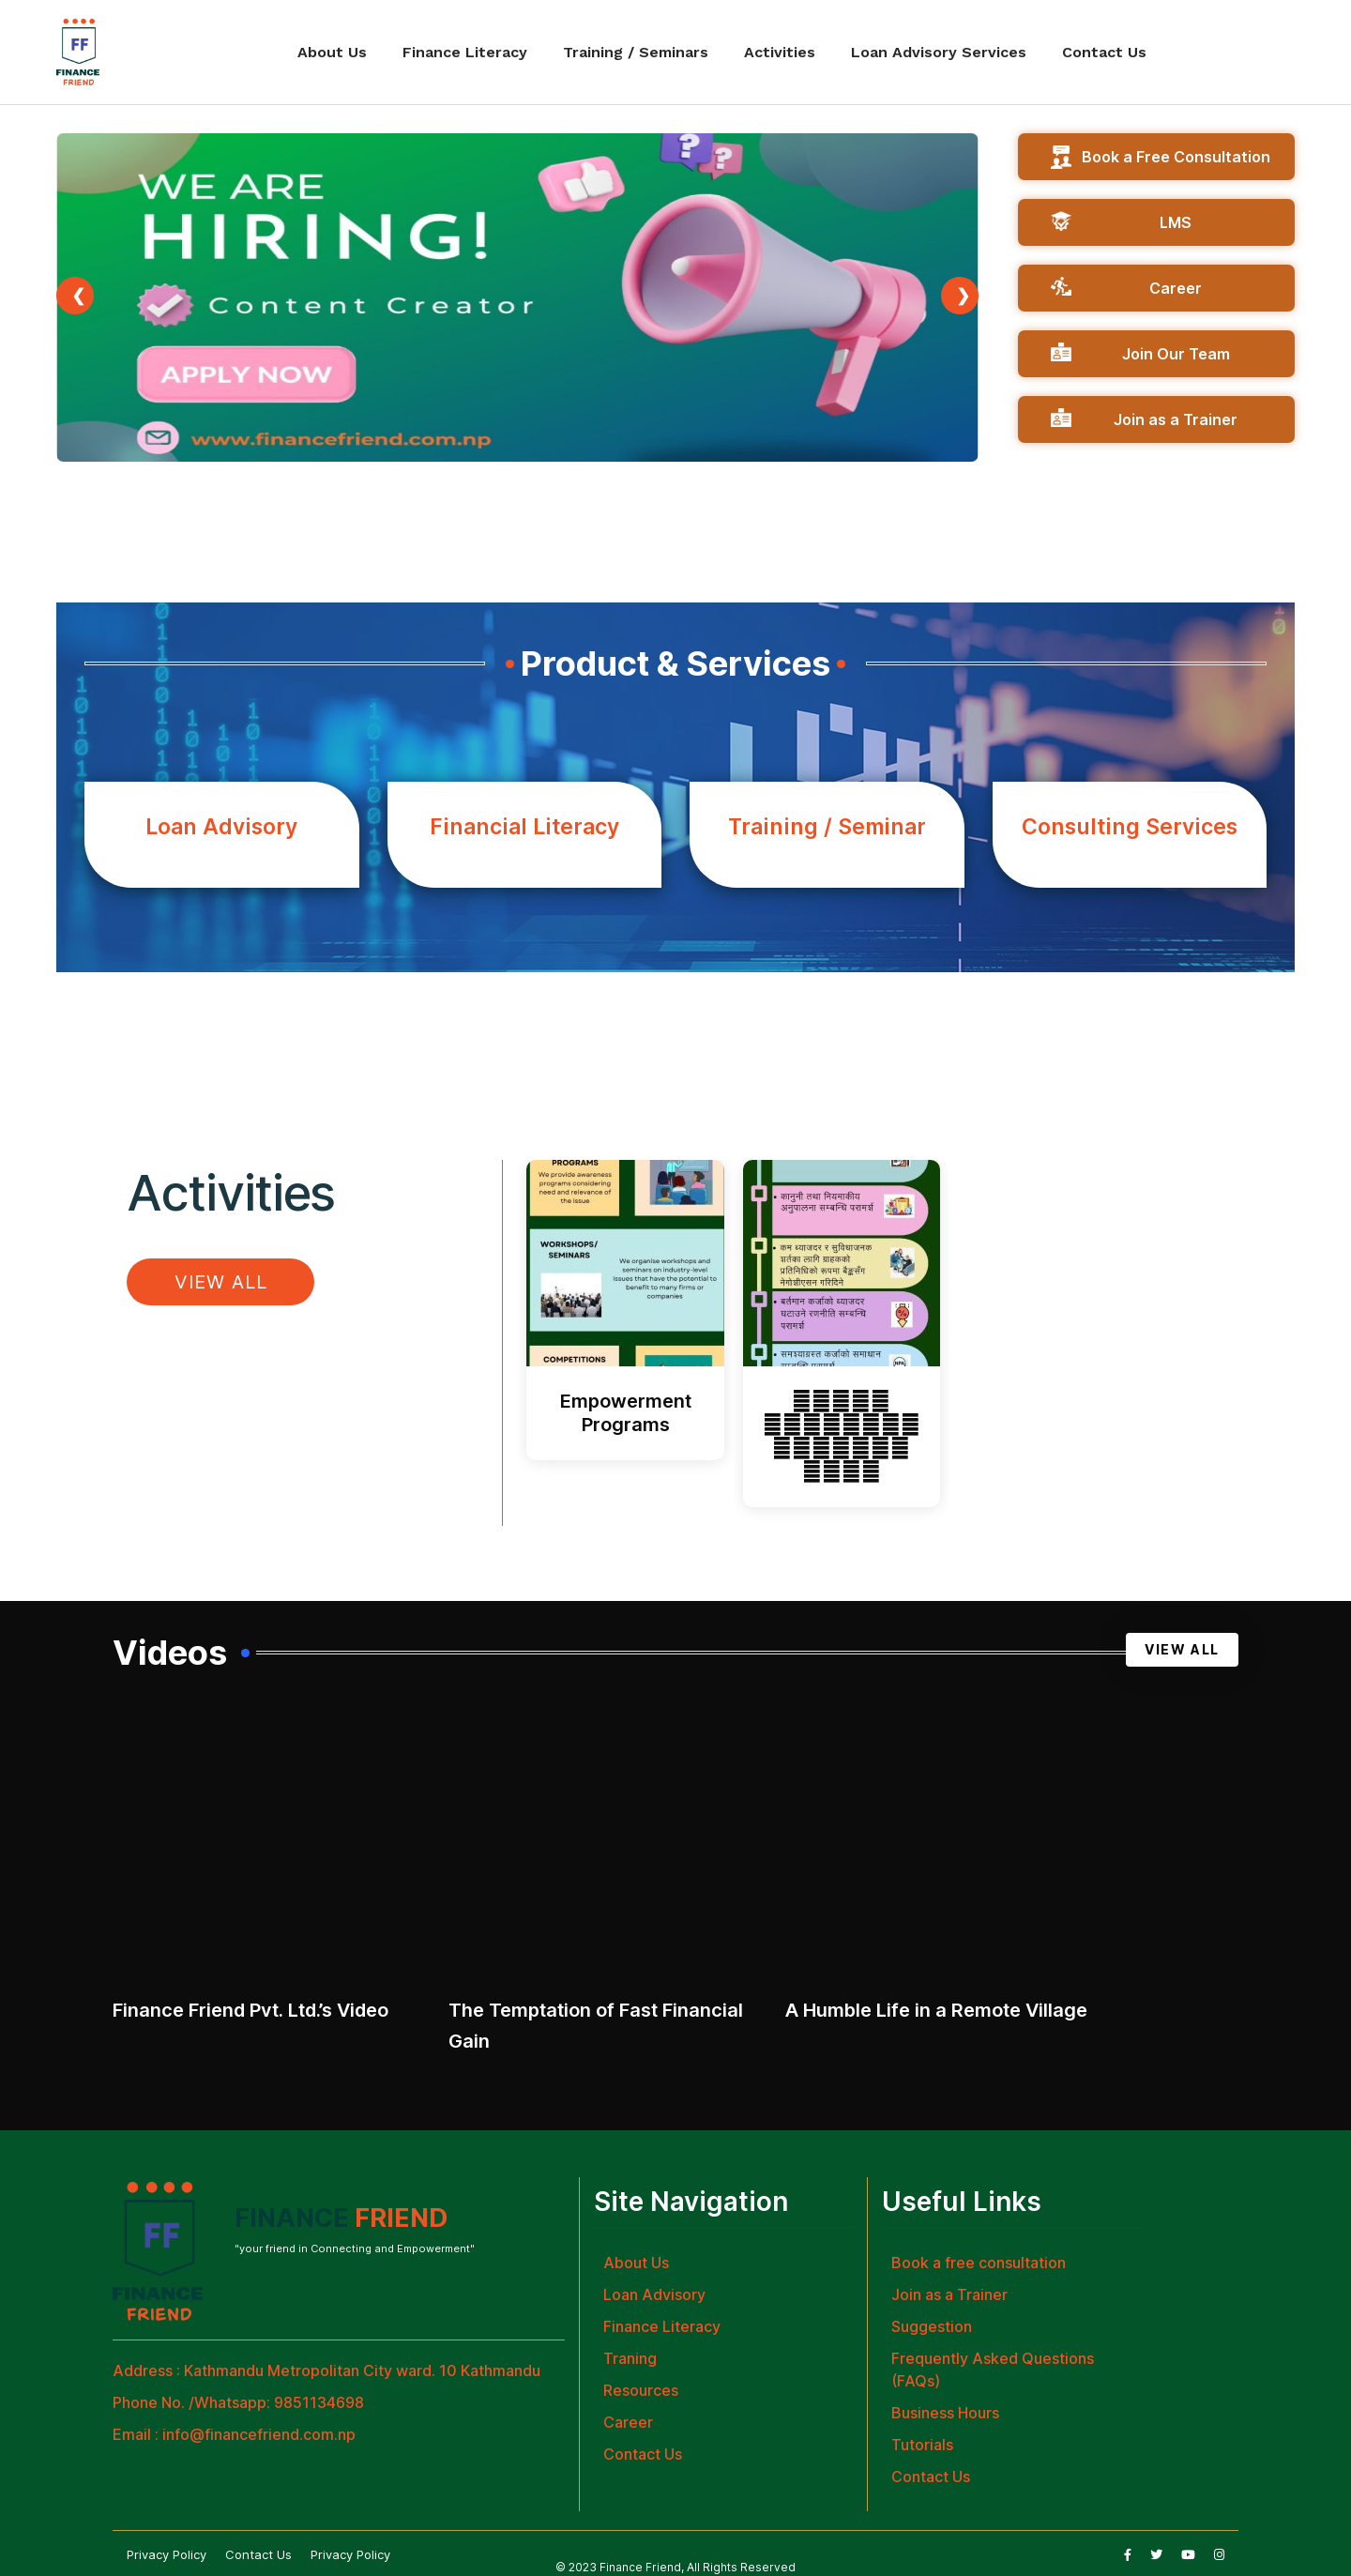 FF
FINANCE
FRIEND
About Us
Finance Literacy
Training / Seminars
Activities
Loan Advisory Services
Contact Us
WE ARE
HIRING!
Content Creator
APPLY NOW
www.financefriend.com.np
❮
❯
Book a Free Consultation
LMS
Career
Join Our Team
Join as a Trainer
Product & Services
Loan Advisory
Financial Literacy
Training / Seminar
Consulting Services
Activities
VIEW ALL
PROGRAMS
We provide awareness
programs considering
need and relevance of
the issue
WORKSHOPS/
SEMINARS
We organise workshops and
seminars on industry-level
issues that have the potential to
benefit to many firms or
companies
COMPETITIONS
Empowerment
Programs
• कानुनी तथा नियमाकीय
अनुपालना सम्बन्धि परामर्श
• कम ब्याजदर र सुविधाजनक
शर्तका लागि ग्राहकको
प्रतिनिधिको रूपमा बैङ्कसँग
नेगोशीएसन गरिदिने
• बर्तमान कर्जाको ब्याजदर
घटाउने रणनीति सम्बन्धि
परामर्श
• समश्याग्रस्त कर्जाको समाधान
Videos
VIEW ALL
Finance Friend Pvt. Ltd.’s Video
The Temptation of Fast Financial
Gain
A Humble Life in a Remote Village
FF
FINANCE
FRIEND
FINANCE FRIEND
"your friend in Connecting and Empowerment"
Address : Kathmandu Metropolitan City ward. 10 Kathmandu
Phone No. /Whatsapp: 9851134698
Email : info@financefriend.com.np
Site Navigation
About Us
Loan Advisory
Finance Literacy
Traning
Resources
Career
Contact Us
Useful Links
Book a free consultation
Join as a Trainer
Suggestion
Frequently Asked Questions
(FAQs)
Business Hours
Tutorials
Contact Us
Privacy Policy
Contact Us
Privacy Policy
© 2023 Finance Friend, All Rights Reserved